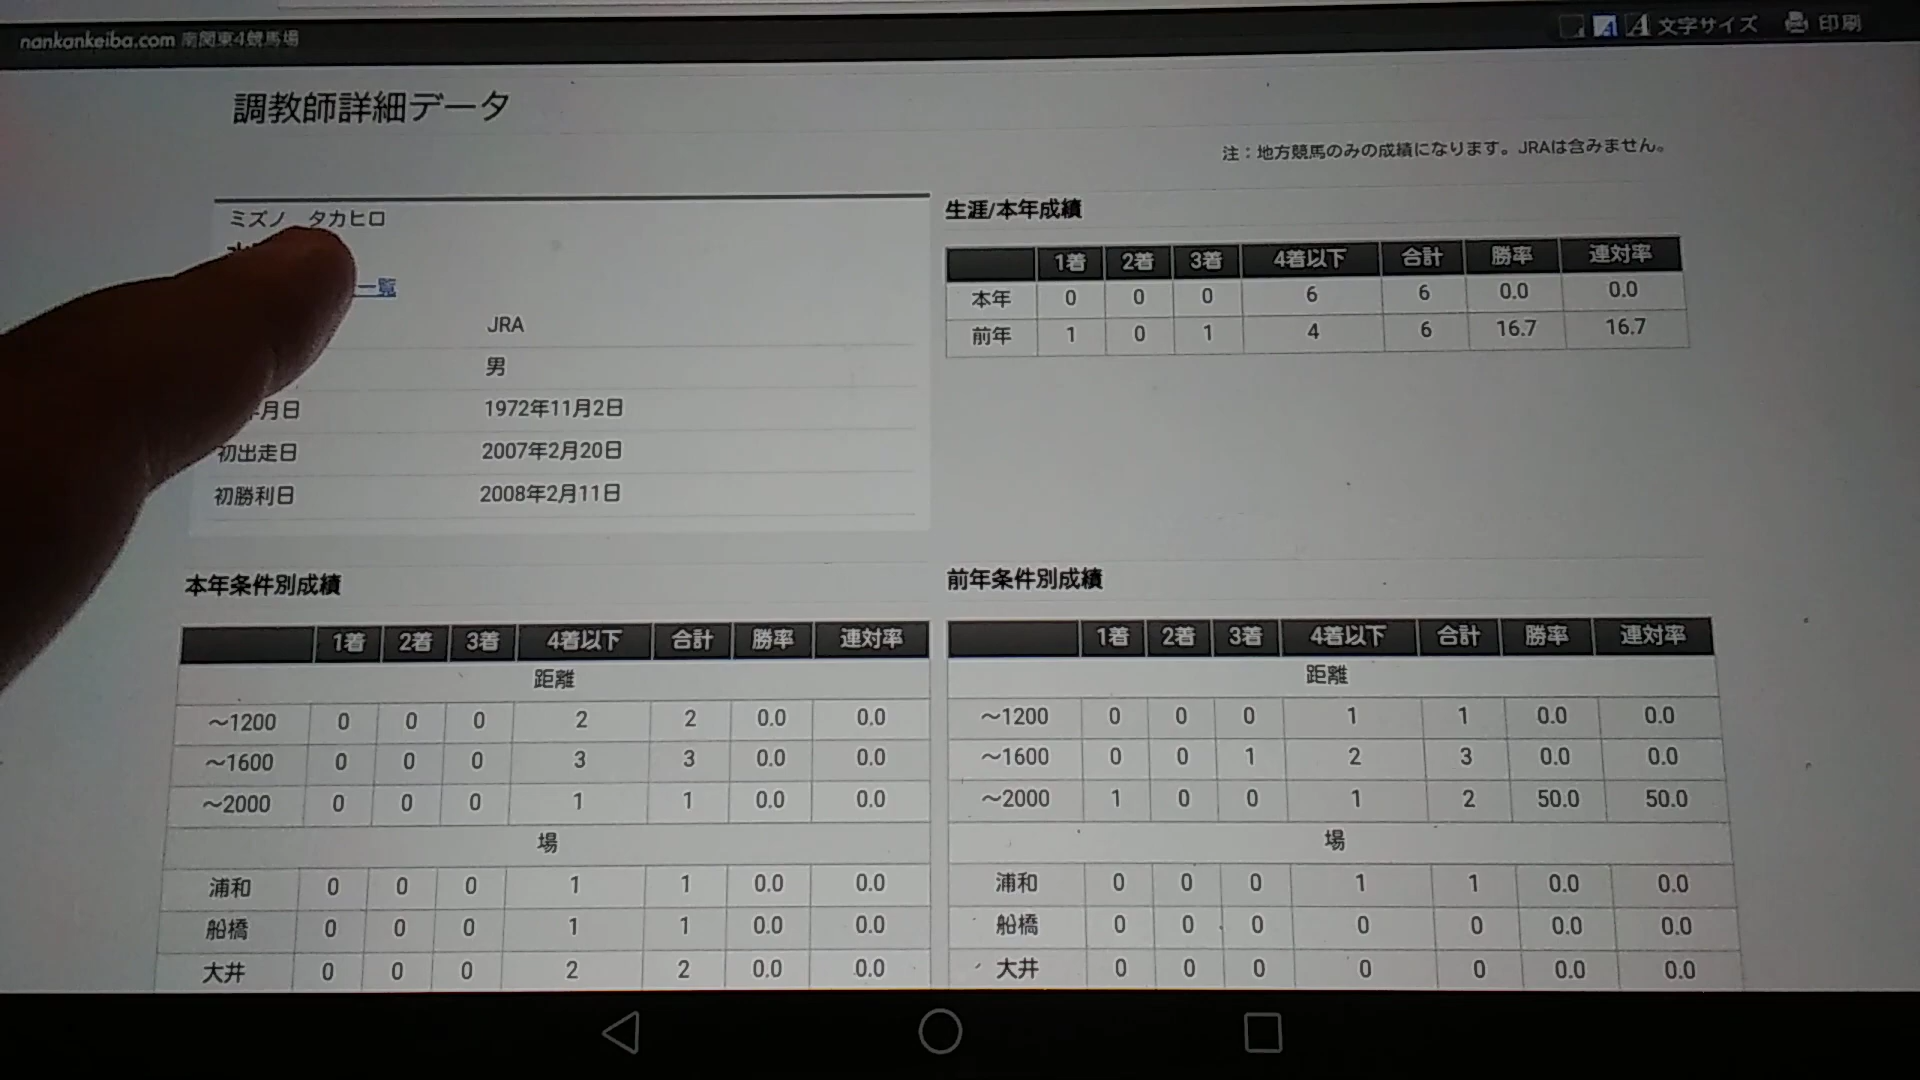 nankankeiba.com 南関東4競馬場
A 文字サイズ 印刷
調教師詳細データ
注：地方競馬のみの成績になります。JRAは含みません。
ミズノ タカヒロ
一覧
JRA
男
年月日 1972年11月2日
初出走日 2007年2月20日
初勝利日 2008年2月11日
生涯/本年成績
1着 2着 3着 4着以下 合計 勝率 連対率
本年 0 0 0 6 6 0.0 0.0
前年 1 0 1 4 6 16.7 16.7
本年条件別成績
1着 2着 3着 4着以下 合計 勝率 連対率
距離
～1200 0 0 0 2 2 0.0 0.0
～1600 0 0 0 3 3 0.0 0.0
～2000 0 0 0 1 1 0.0 0.0
場
浦和 0 0 0 1 1 0.0 0.0
船橋 0 0 0 1 1 0.0 0.0
大井 0 0 0 2 2 0.0 0.0
前年条件別成績
1着 2着 3着 4着以下 合計 勝率 連対率
距離
～1200 0 0 0 1 1 0.0 0.0
～1600 0 0 1 2 3 0.0 0.0
～2000 1 0 0 1 2 50.0 50.0
場
浦和 0 0 0 1 1 0.0 0.0
船橋 0 0 0 0 0 0.0 0.0
大井 0 0 0 0 0 0.0 0.0